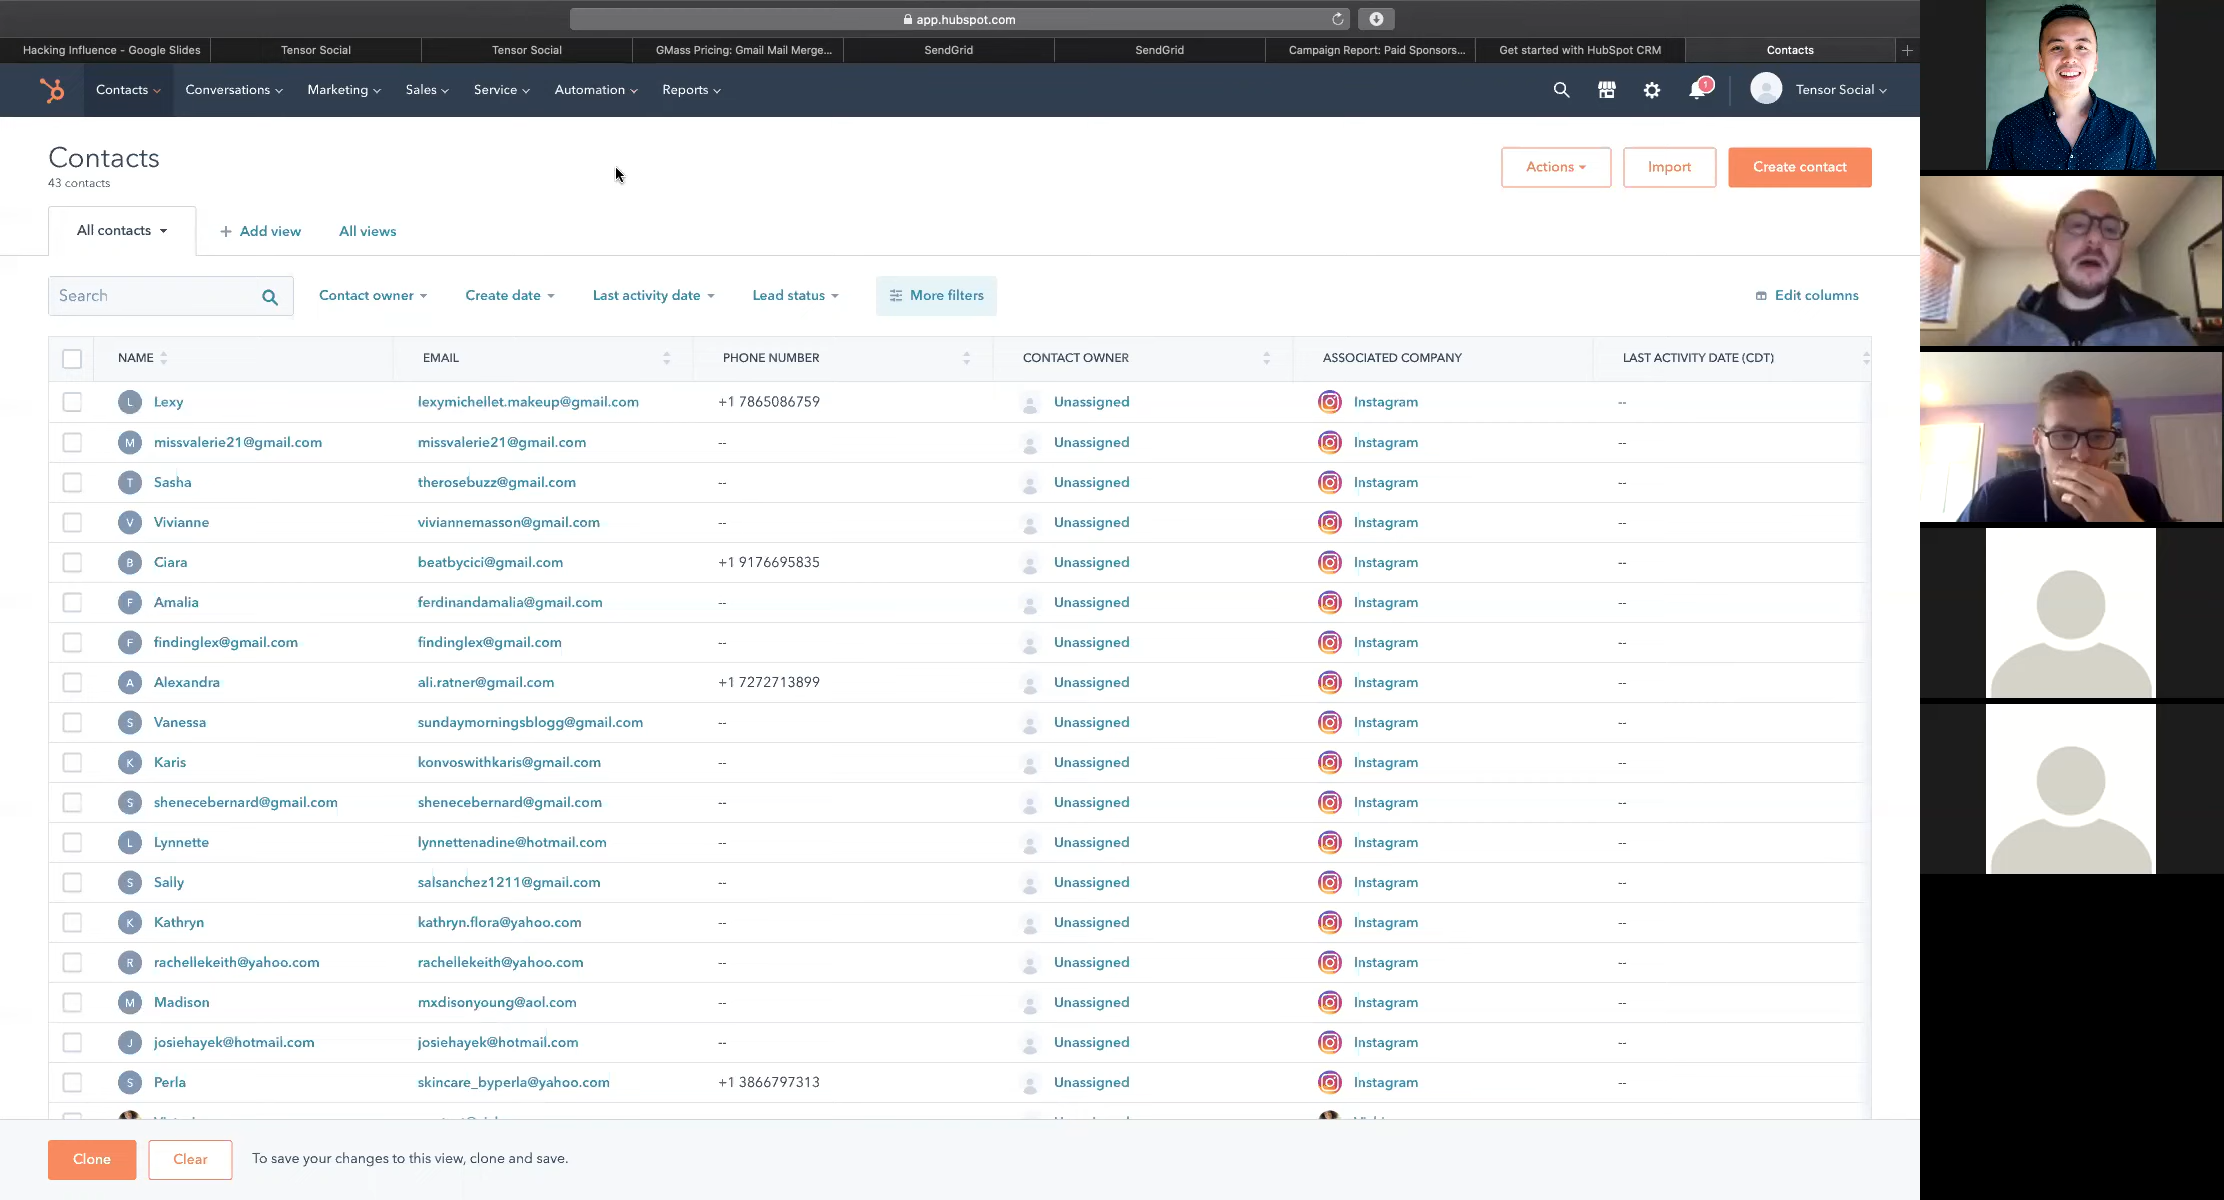 app.hubspot.com
Hacking Influence - Google Slides
Tensor Social
Tensor Social
GMass Pricing: Gmail Mail Merge...
SendGrid
SendGrid
Campaign Report: Paid Sponsors...
Get started with HubSpot CRM
Contacts
Contacts Conversations Marketing Sales Service Automation Reports 1 Tensor Social
Contacts
43 contacts
Actions Import Create contact
All contacts + Add view All views
Search Contact owner Create date Last activity date Lead status More filters Edit columns
NAME EMAIL PHONE NUMBER CONTACT OWNER ASSOCIATED COMPANY LAST ACTIVITY DATE (CDT)
L Lexy lexymichellet.makeup@gmail.com +1 7865086759 Unassigned Instagram --
M missvalerie21@gmail.com missvalerie21@gmail.com -- Unassigned Instagram --
T Sasha therosebuzz@gmail.com -- Unassigned Instagram --
V Vivianne viviannemasson@gmail.com -- Unassigned Instagram --
B Ciara beatbycici@gmail.com +1 9176695835 Unassigned Instagram --
F Amalia ferdinandamalia@gmail.com -- Unassigned Instagram --
F findinglex@gmail.com findinglex@gmail.com -- Unassigned Instagram --
A Alexandra ali.ratner@gmail.com +1 7272713899 Unassigned Instagram --
S Vanessa sundaymorningsblogg@gmail.com -- Unassigned Instagram --
K Karis konvoswithkaris@gmail.com -- Unassigned Instagram --
S shenecebernard@gmail.com shenecebernard@gmail.com -- Unassigned Instagram --
L Lynnette lynnettenadine@hotmail.com -- Unassigned Instagram --
S Sally salsanchez1211@gmail.com -- Unassigned Instagram --
K Kathryn kathryn.flora@yahoo.com -- Unassigned Instagram --
R rachellekeith@yahoo.com rachellekeith@yahoo.com -- Unassigned Instagram --
M Madison mxdisonyoung@aol.com -- Unassigned Instagram --
J josiehayek@hotmail.com josiehayek@hotmail.com -- Unassigned Instagram --
S Perla skincare_byperla@yahoo.com +1 3866797313 Unassigned Instagram --
Clone Clear To save your changes to this view, clone and save.